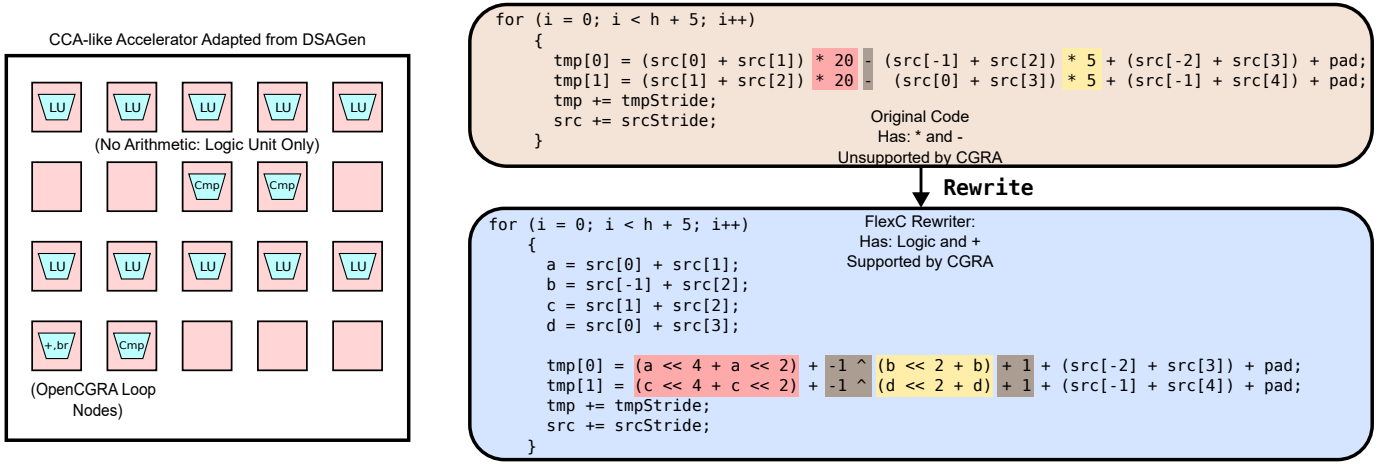 CCA-like Accelerator Adapted from DSAGen
LU LU LU LU LU
(No Arithmetic: Logic Unit Only)
Cmp Cmp
LU LU LU LU LU
+,br Cmp
(OpenCGRA Loop
Nodes)
for (i = 0; i < h + 5; i++)
{
tmp[0] = (src[0] + src[1]) * 20 - (src[-1] + src[2]) * 5 + (src[-2] + src[3]) + pad;
tmp[1] = (src[1] + src[2]) * 20 - (src[0] + src[3]) * 5 + (src[-1] + src[4]) + pad;
tmp += tmpStride;
src += srcStride;
}
Original Code
Has: * and -
Unsupported by CGRA
Rewrite
for (i = 0; i < h + 5; i++)
{
a = src[0] + src[1];
b = src[-1] + src[2];
c = src[1] + src[2];
d = src[0] + src[3];
tmp[0] = (a << 4 + a << 2) + -1 ^ (b << 2 + b) + 1 + (src[-2] + src[3]) + pad;
tmp[1] = (c << 4 + c << 2) + -1 ^ (d << 2 + d) + 1 + (src[-1] + src[4]) + pad;
tmp += tmpStride;
src += srcStride;
}
FlexC Rewriter:
Has: Logic and +
Supported by CGRA